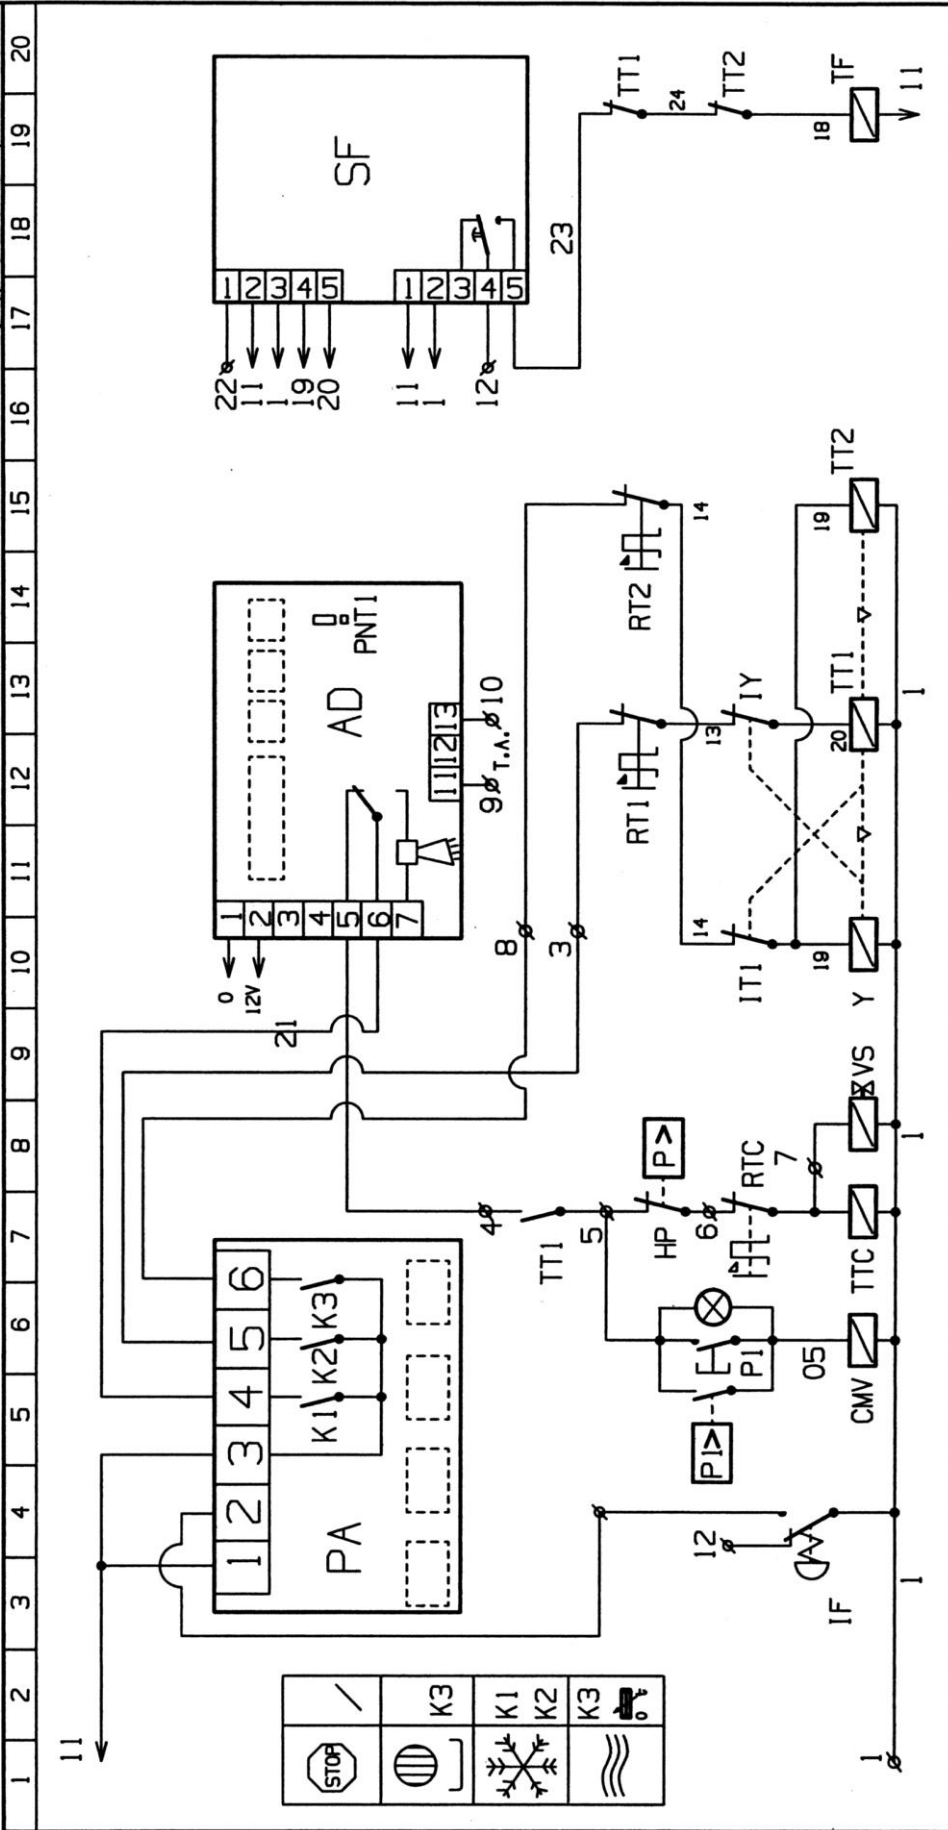 1 2 3 4 5 6 7 8 9 10 11 12 13 14 15 16 17 18 19 20
11
STOP /
K3
K1
K2
K3
0
1
PA
1 2 3 4 5 6
K1 K2 K3
AD
PNT1
1 2 3 4 5 6 7
11 12 13
9 T.A. 10
0
12V
21
SF
1 2 3 4 5
1 2 3 4 5
22
11
1
19
20
11
1
12
23
TT1
24
TT2
18
TF
11
8
3
4
TT1
5
HP
P>
6
RTC
7
P1>
P1
05
CMV
TTC
VS
12
IF
1
1
1
RT1
RT2
14
13
IY
14
IT1
19
20
19
Y
TT1
TT2